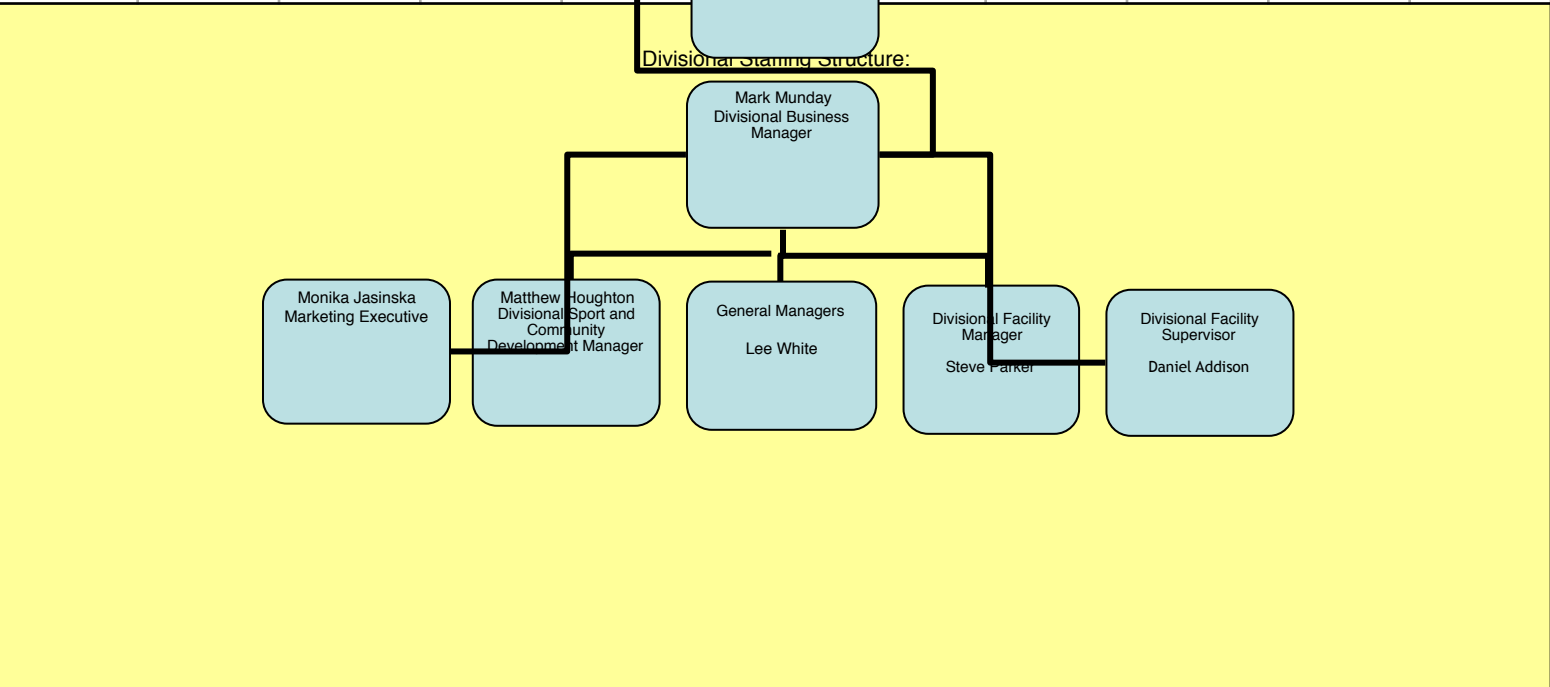 Divisional Staffing Structure:
Mark Munday
Divisional Business
Manager
Monika Jasinska
Marketing Executive
Matthew Houghton
Divisional Sport and
Community
Development Manager
General Managers
Lee White
Divisional Facility
Manager
Steve Parker
Divisional Facility
Supervisor
Daniel Addison